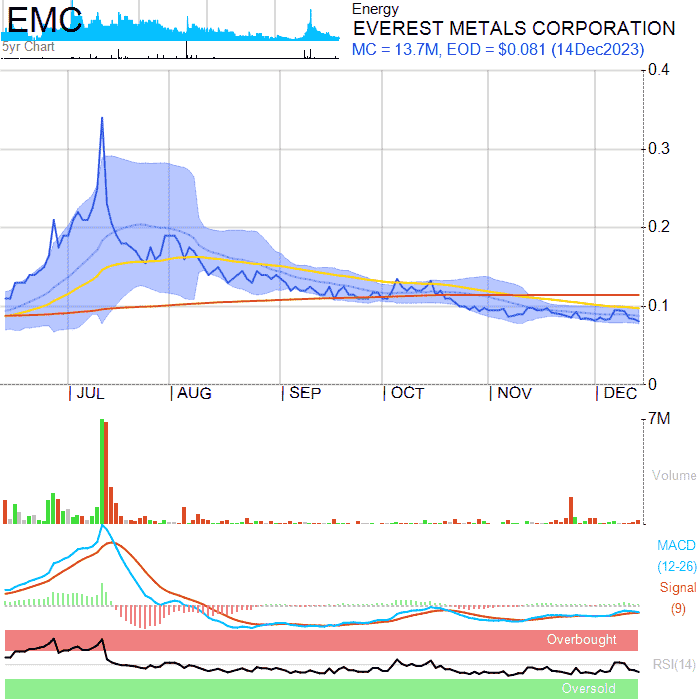 EMC
5yr Chart
Energy
EVEREST METALS CORPORATION
MC = 13.7M, EOD = $0.081 (14Dec2023)
0.4
0.3
0.2
0.1
0
JUL AUG SEP OCT NOV DEC
7M
Volume
MACD
(12-26)
Signal
(9)
Overbought
RSI(14)
Oversold